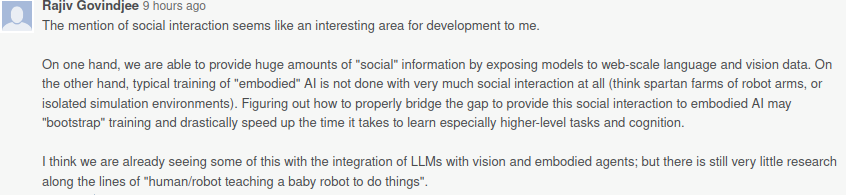 Rajiv Govindjee 9 hours ago
The mention of social interaction seems like an interesting area for development to me.
On one hand, we are able to provide huge amounts of "social" information by exposing models to web-scale language and vision data. On
the other hand, typical training of "embodied" AI is not done with very much social interaction at all (think spartan farms of robot arms, or
isolated simulation environments). Figuring out how to properly bridge the gap to provide this social interaction to embodied AI may
"bootstrap" training and drastically speed up the time it takes to learn especially higher-level tasks and cognition.
I think we are already seeing some of this with the integration of LLMs with vision and embodied agents; but there is still very little research
along the lines of "human/robot teaching a baby robot to do things".